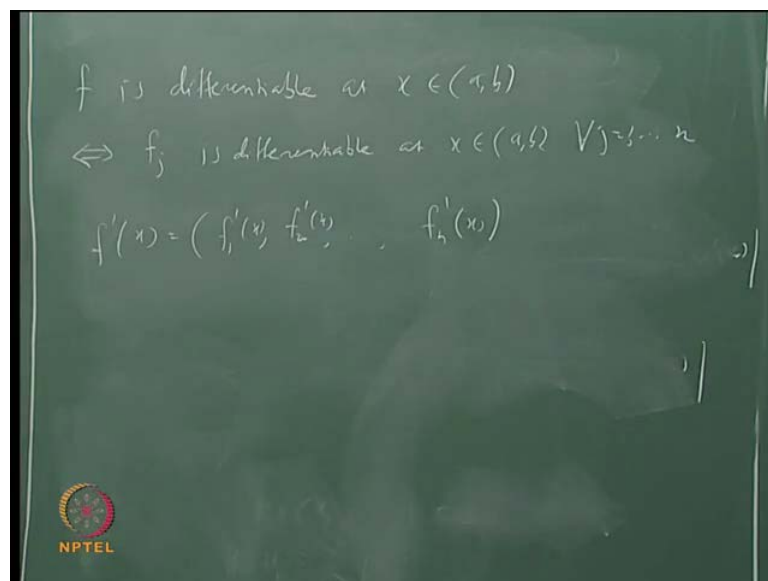 f is differentiable at x ∈ (a, b)
⇔ f_j is differentiable at x ∈ (a, b) ∀ j = 1, ... n
f'(x) = ( f_1'(x), f_2'(x), . . , f_n'(x) )
NPTEL